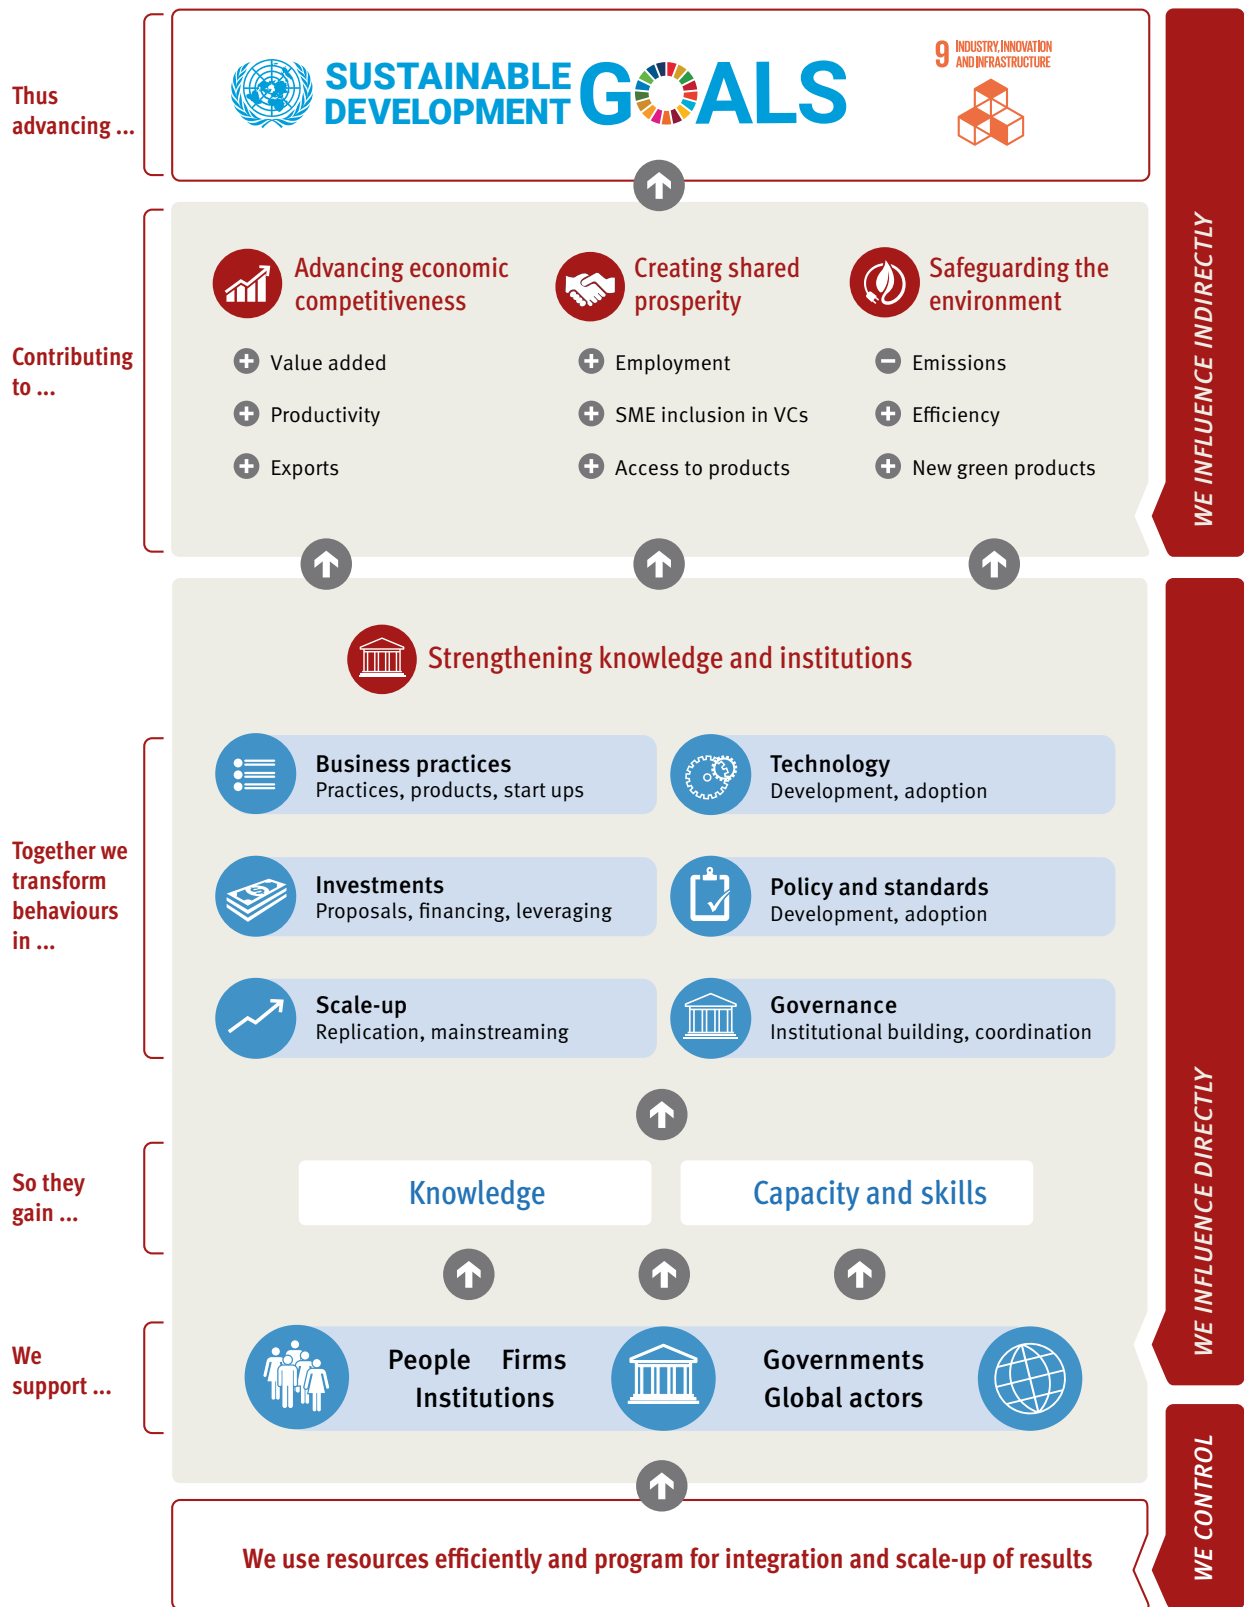 Thus
advancing ...
SUSTAINABLE
DEVELOPMENT
GOALS
9
INDUSTRY, INNOVATION
AND INFRASTRUCTURE
WE INFLUENCE INDIRECTLY
Contributing
to ...
Advancing economic
competitiveness
Value added
Productivity
Exports
Creating shared
prosperity
Employment
SME inclusion in VCs
Access to products
Safeguarding the
environment
Emissions
Efficiency
New green products
Strengthening knowledge and institutions
WE INFLUENCE DIRECTLY
Together we
transform
behaviours
in ...
Business practices
Practices, products, start ups
Technology
Development, adoption
Investments
Proposals, financing, leveraging
Policy and standards
Development, adoption
Scale-up
Replication, mainstreaming
Governance
Institutional building, coordination
So they
gain ...
Knowledge
Capacity and skills
We
support ...
People Firms
Institutions
Governments
Global actors
WE CONTROL
We use resources efficiently and program for integration and scale-up of results